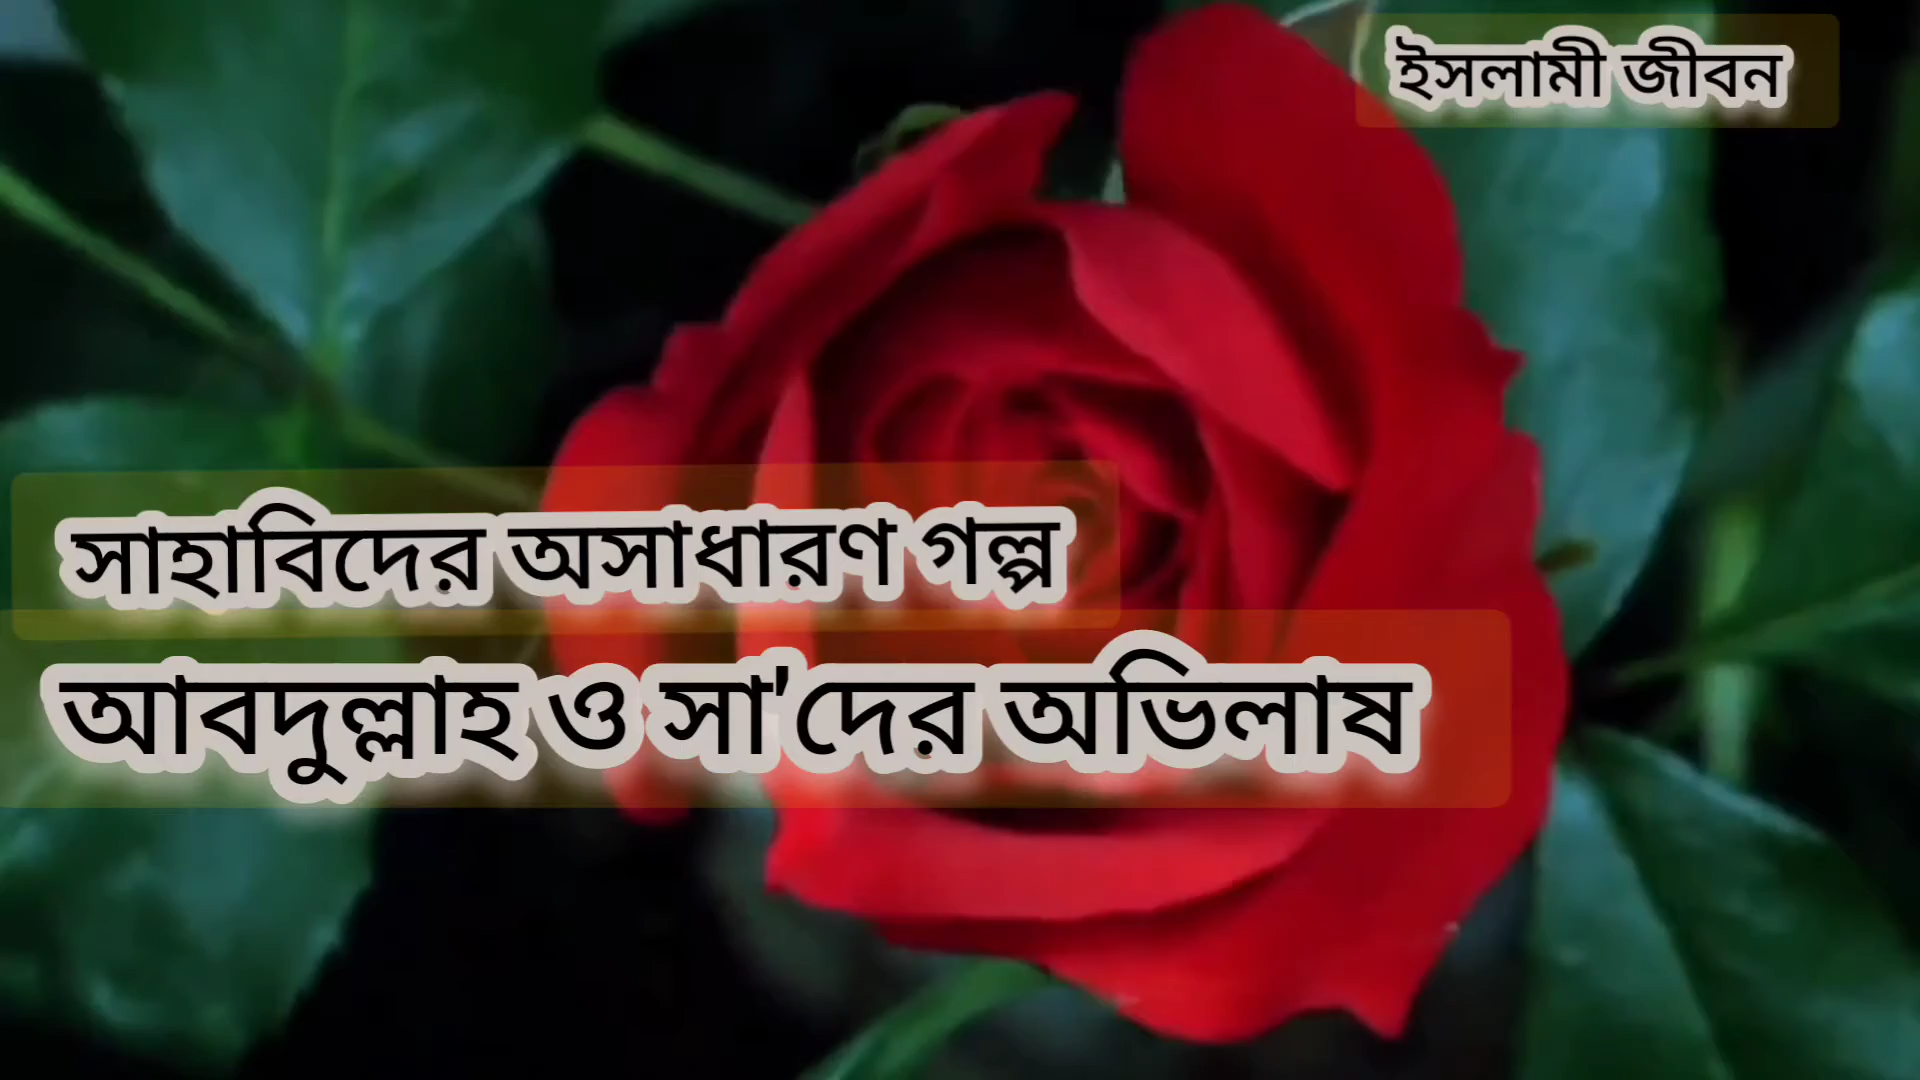 ইসলামী জীবন
সাহাবিদের অসাধারণ গল্প
আবদুল্লাহ ও সা'দের অভিলাষ